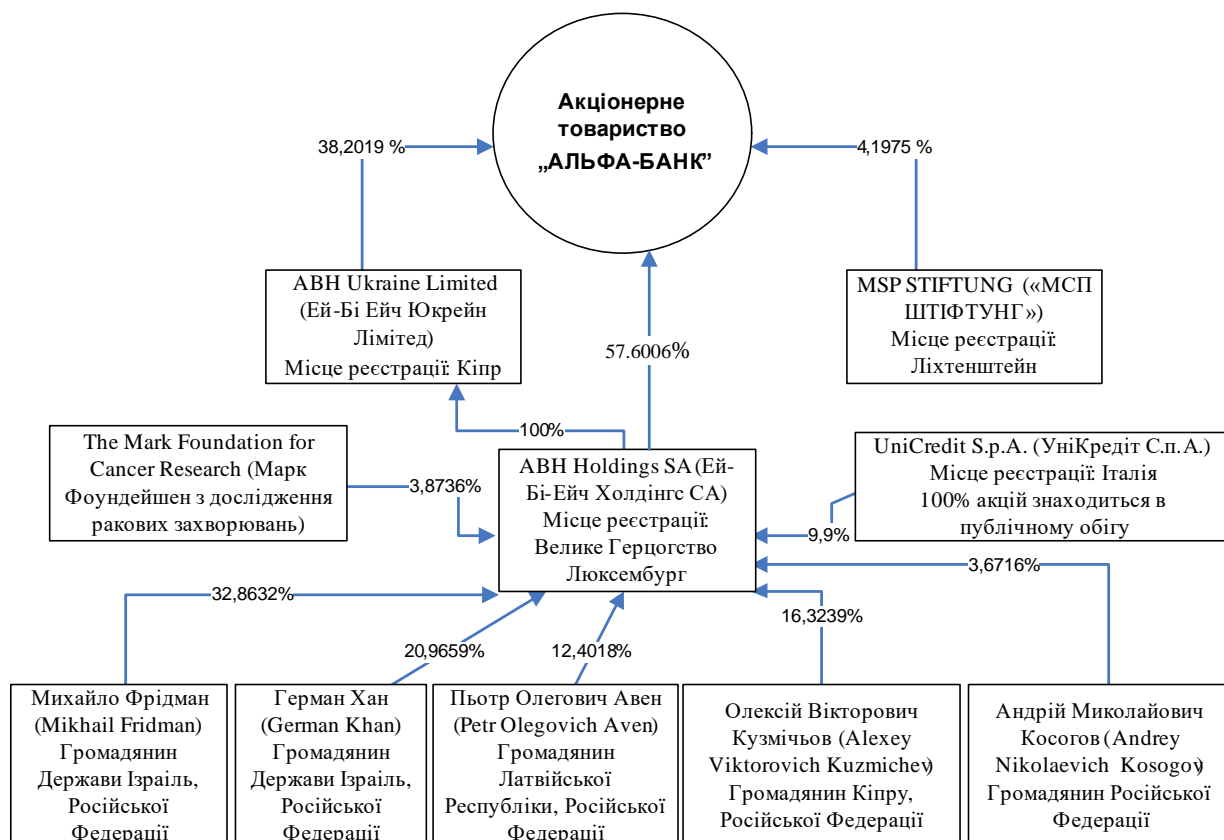 Акціонерне
товариство
„АЛЬФА-БАНК”
38,2019 %
4,1975 %
ABH Ukraine Limited
(Ей-Бі Ейч Юкрейн
Лімітед)
Місце реєстрації: Кіпр
57.6006%
MSP STIFTUNG («МСП
ШТІФТУНГ»)
Місце реєстрації:
Ліхтенштейн
100%
The Mark Foundation for
Cancer Research (Марк
Фоундейшен з дослідження
ракових захворювань)
3,8736%
ABH Holdings SA (Ей-
Бі-Ейч Холдінгс СА)
Місце реєстрації:
Велике Герцогство
Люксембург
UniCredit S.p.A. (УніКредіт С.п.А.)
Місце реєстрації: Італія
100% акцій знаходиться в
публічному обігу
9,9%
3,6716%
32,8632%
20,9659%
12,4018%
16,3239%
Михайло Фрідман
(Mikhail Fridman)
Громадянин
Держави Ізраїль,
Російської
Федерації
Герман Хан
(German Khan)
Громадянин
Держави Ізраїль,
Російської
Федерації
Пьотр Олегович Авен
(Petr Olegovich Aven)
Громадянин
Латвійської
Республіки, Російської
Федерації
Олексій Вікторович
Кузмічьов (Alexey
Viktorovich Kuzmichev)
Громадянин Кіпру,
Російської Федерації
Андрій Миколайович
Косогов (Andrey
Nikolaevich Kosogov)
Громадянин Російської
Федерації